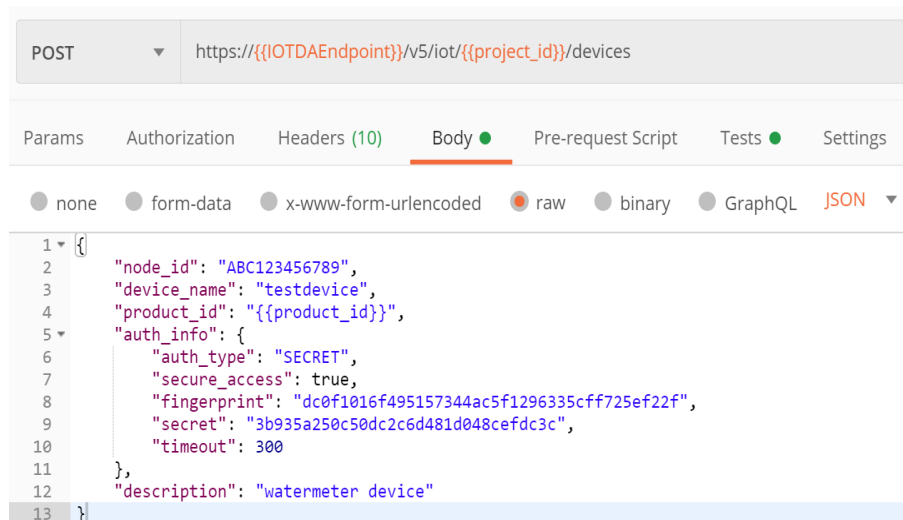 POST https://{{IOTDAEndpoint}}/v5/iot/{{project_id}}/devices
Params Authorization Headers (10) Body Pre-request Script Tests Settings
none form-data x-www-form-urlencoded raw binary GraphQL JSON
1 {
2 "node_id": "ABC123456789",
3 "device_name": "testdevice",
4 "product_id": "{{product_id}}",
5 "auth_info": {
6 "auth_type": "SECRET",
7 "secure_access": true,
8 "fingerprint": "dc0f1016f495157344ac5f1296335cff725ef22f",
9 "secret": "3b935a250c50dc2c6d481d048cefdc3c",
10 "timeout": 300
11 },
12 "description": "watermeter device"
13 }